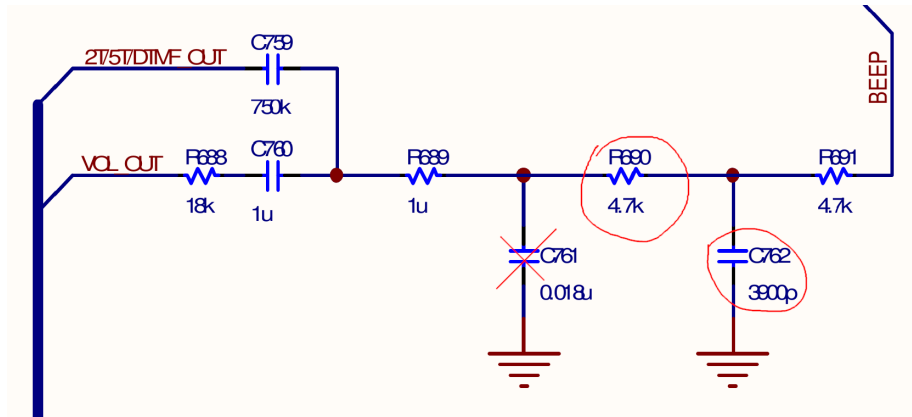 2T/5T/DTMF OUT
C759
750k
VOL OUT
R688
18k
C760
1u
R689
1u
R690
4.7k
R691
4.7k
BEEP
C761
0.018u
C762
3900p